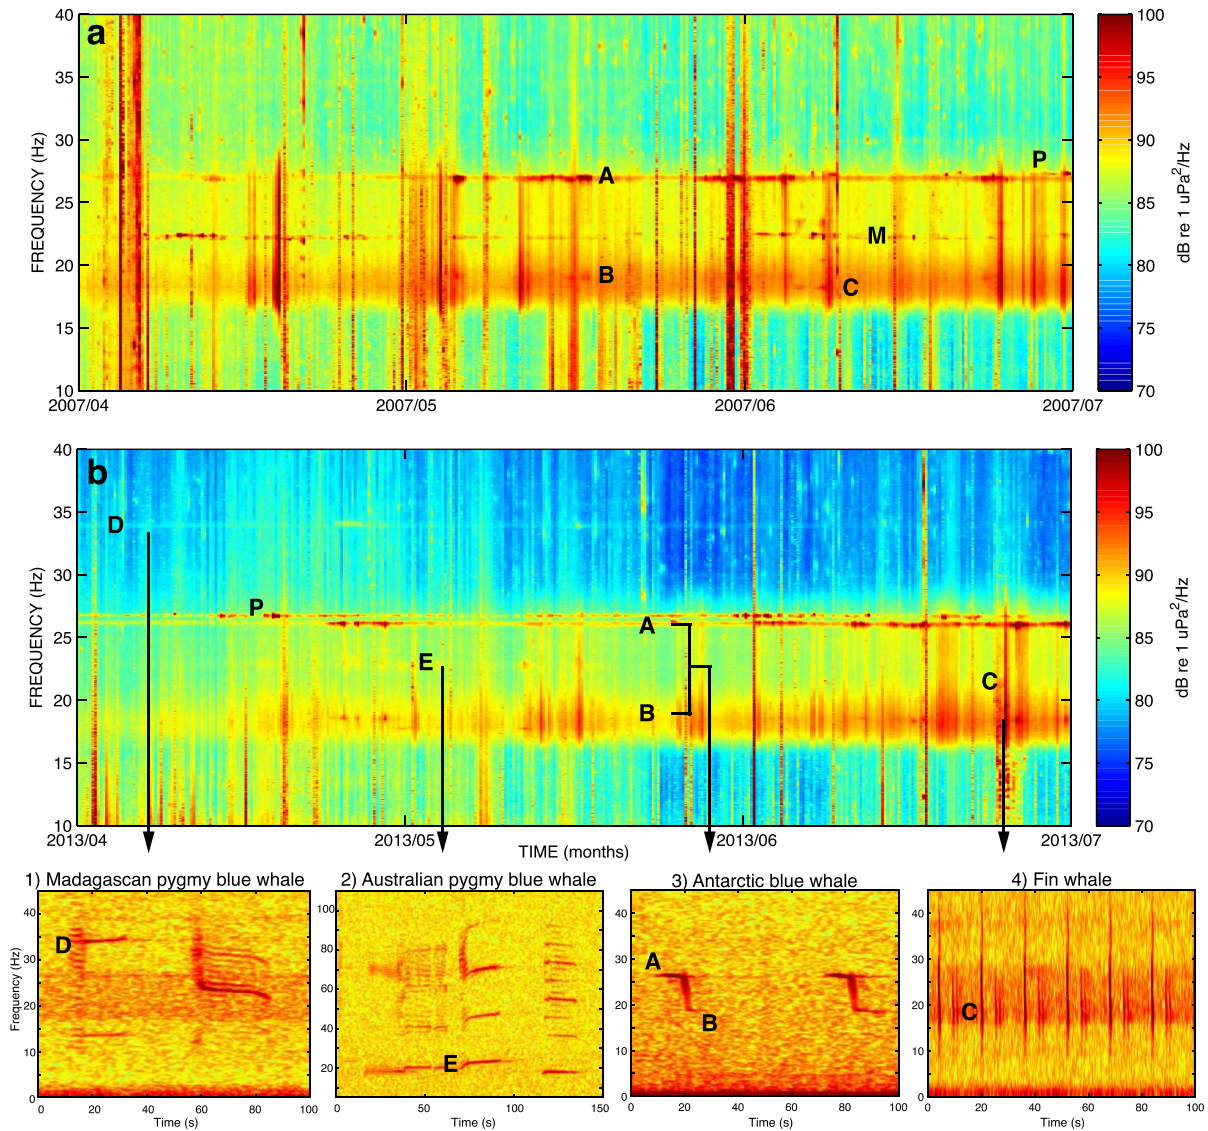 a
40
35
30
25
20
15
10
FREQUENCY (Hz)
A
B
M
C
P
2007/04
2007/05
2007/06
2007/07
100
95
90
85
80
75
70
dB re 1 uPa²/Hz
b
40
35
30
25
20
15
10
FREQUENCY (Hz)
D
P
E
A
B
C
2013/04
2013/05
2013/06
2013/07
TIME (months)
100
95
90
85
80
75
70
dB re 1 uPa²/Hz
1) Madagascan pygmy blue whale
40
30
20
10
0
Frequency (Hz)
D
0 20 40 60 80 100
Time (s)
2) Australian pygmy blue whale
100
80
60
40
20
E
0 50 100 150
Time (s)
3) Antarctic blue whale
40
30
20
10
0
A
B
0 20 40 60 80 100
Time (s)
4) Fin whale
40
30
20
10
0
C
0 20 40 60 80 100
Time (s)